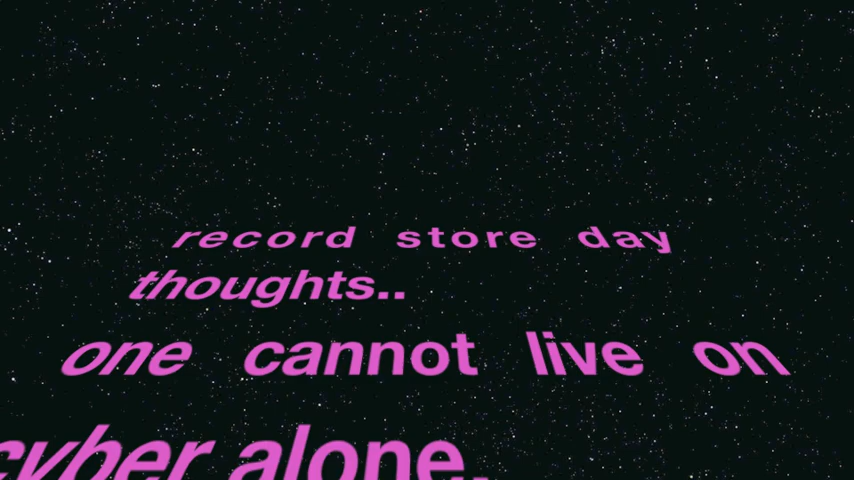 record store day
thoughts..
one cannot live on
cyber alone.